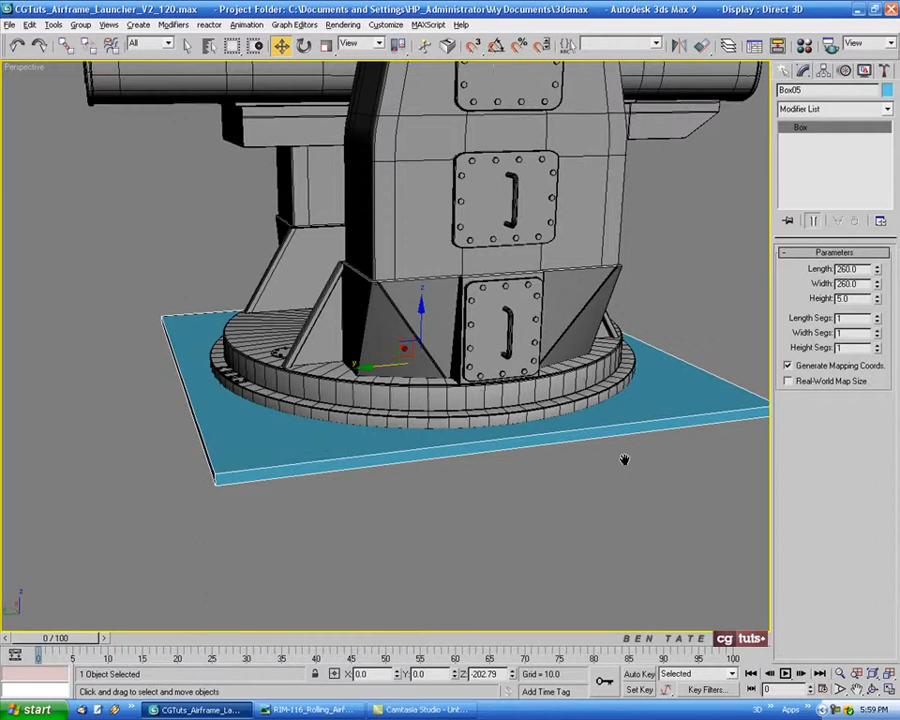 CGTuts_Airframe_Launcher_V2_120.max - Project Folder: C:\Documents and Settings\HP_Administrator\My Documents\3dsmax - Autodesk 3ds Max 9 - Display : Direct 3D
File Edit Tools Group Views Create Modifiers reactor Animation Graph Editors Rendering Customize MAXScript Help
All View View
Perspective
Box05
Modifier List
Box
Parameters
Length: 260.0
Width: 260.0
Height: 5.0
Length Segs: 1
Width Segs: 1
Height Segs: 1
Generate Mapping Coords.
Real-World Map Size
z
y
z
0 / 100
BEN TATE cg tuts+
0 5 10 15 20 25 30 35 40 45 50 55 60 65 70 75 80 85 90 95 100
1 Object Selected X: 0.0 Y: 0.0 Z: -202.79 Grid = 10.0 Auto Key Selected
Click and drag to select and move objects Add Time Tag Set Key Key Filters... 0
start CGTuts_Airframe_La... RIM-116_Rolling_Airf... Camtasia Studio - Unt... 3D Apps 5:59 PM